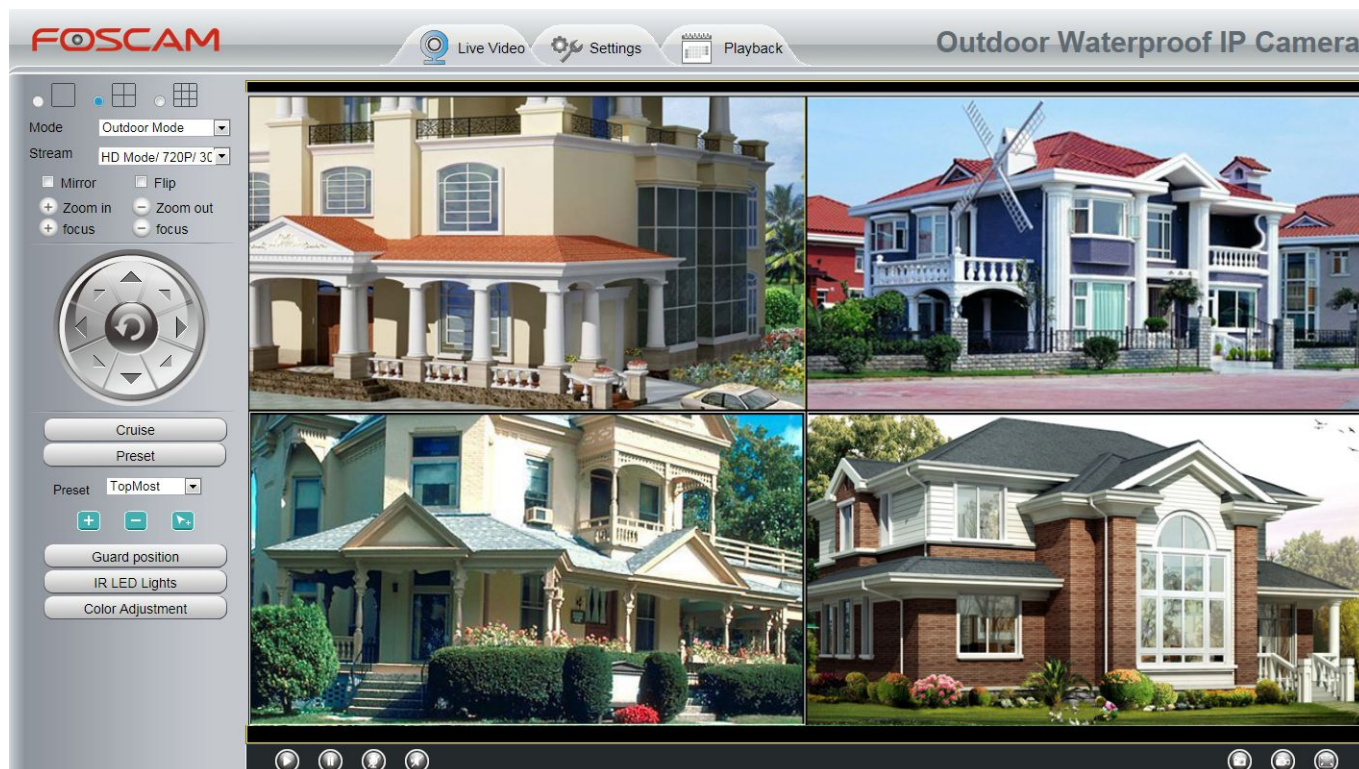 FOSCAM
Live Video
Settings
Playback
Outdoor Waterproof IP Camera
Mode
Outdoor Mode
Stream
HD Mode/ 720P/ 30
Mirror
Flip
Zoom in
Zoom out
focus
focus
Cruise
Preset
Preset
TopMost
Guard position
IR LED Lights
Color Adjustment